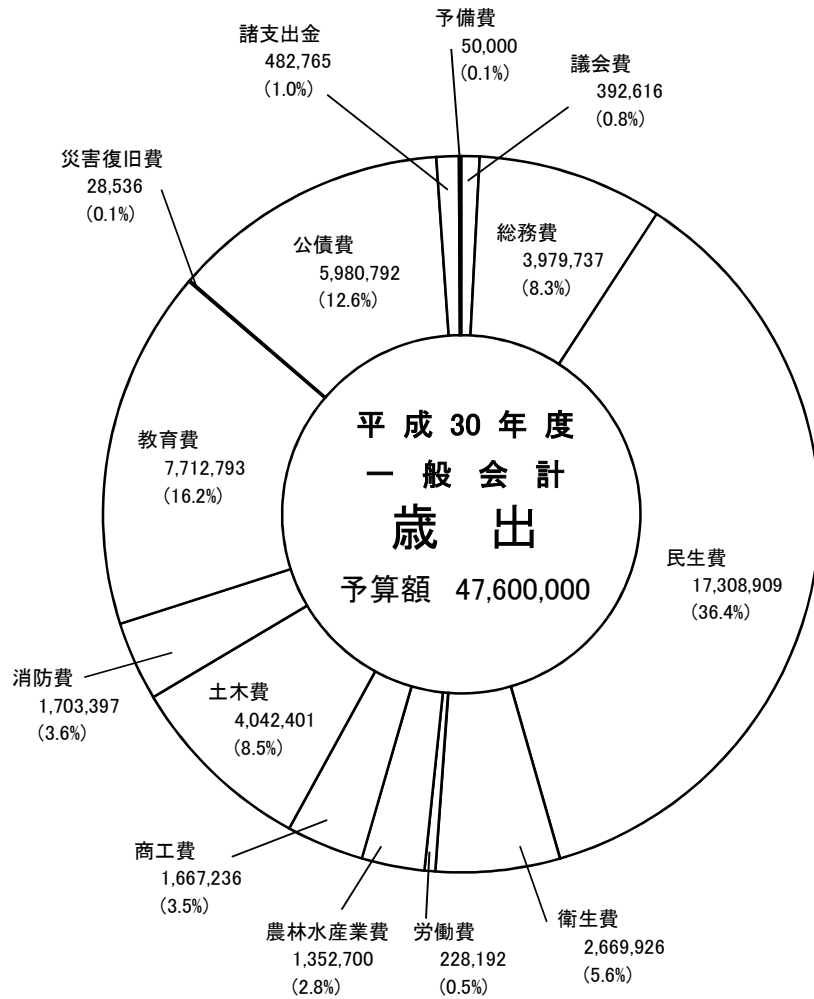 平成30年度
一般会計
歳出
予算額 47,600,000
議会費
392,616
(0.8%)
総務費
3,979,737
(8.3%)
民生費
17,308,909
(36.4%)
衛生費
2,669,926
(5.6%)
労働費
228,192
(0.5%)
農林水産業費
1,352,700
(2.8%)
商工費
1,667,236
(3.5%)
土木費
4,042,401
(8.5%)
消防費
1,703,397
(3.6%)
教育費
7,712,793
(16.2%)
災害復旧費
28,536
(0.1%)
公債費
5,980,792
(12.6%)
諸支出金
482,765
(1.0%)
予備費
50,000
(0.1%)